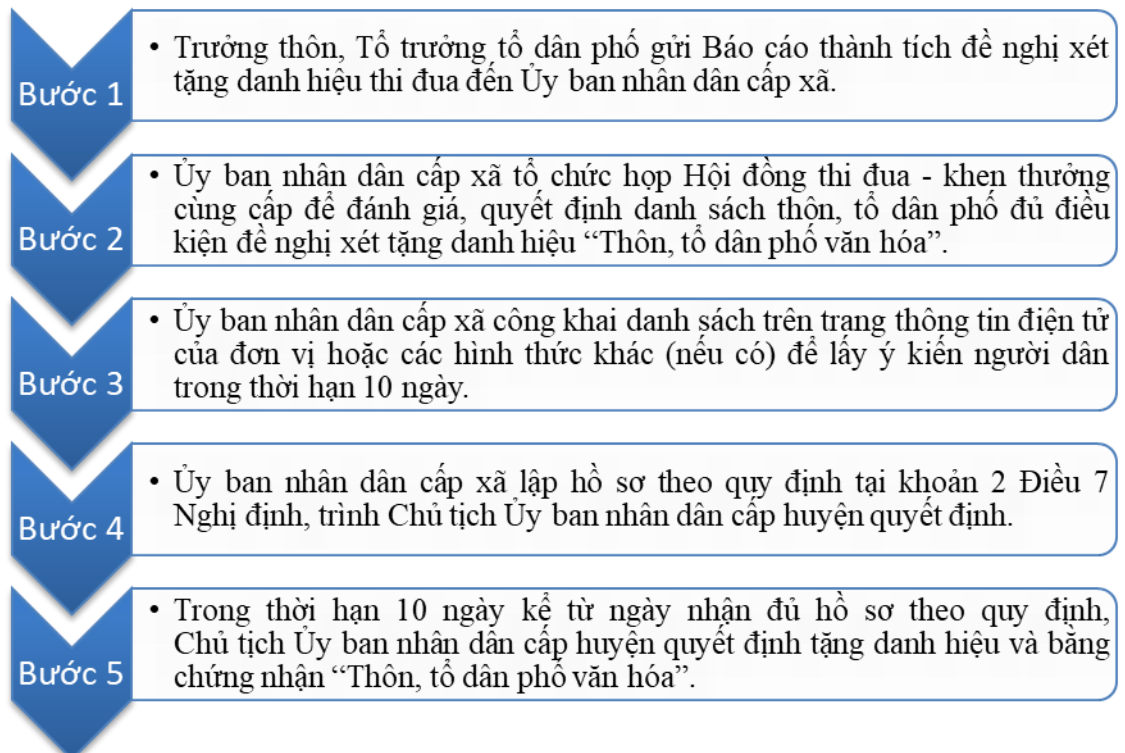 Bước 1
• Trưởng thôn, Tổ trưởng tổ dân phố gửi Báo cáo thành tích đề nghị xét
tặng danh hiệu thi đua đến Ủy ban nhân dân cấp xã.
Bước 2
• Ủy ban nhân dân cấp xã tổ chức họp Hội đồng thi đua - khen thưởng
cùng cấp để đánh giá, quyết định danh sách thôn, tổ dân phố đủ điều
kiện đề nghị xét tặng danh hiệu “Thôn, tổ dân phố văn hóa”.
Bước 3
• Ủy ban nhân dân cấp xã công khai danh sách trên trang thông tin điện tử
của đơn vị hoặc các hình thức khác (nếu có) để lấy ý kiến người dân
trong thời hạn 10 ngày.
Bước 4
• Ủy ban nhân dân cấp xã lập hồ sơ theo quy định tại khoản 2 Điều 7
Nghị định, trình Chủ tịch Ủy ban nhân dân cấp huyện quyết định.
Bước 5
• Trong thời hạn 10 ngày kể từ ngày nhận đủ hồ sơ theo quy định,
Chủ tịch Ủy ban nhân dân cấp huyện quyết định tặng danh hiệu và bằng
chứng nhận “Thôn, tổ dân phố văn hóa”.